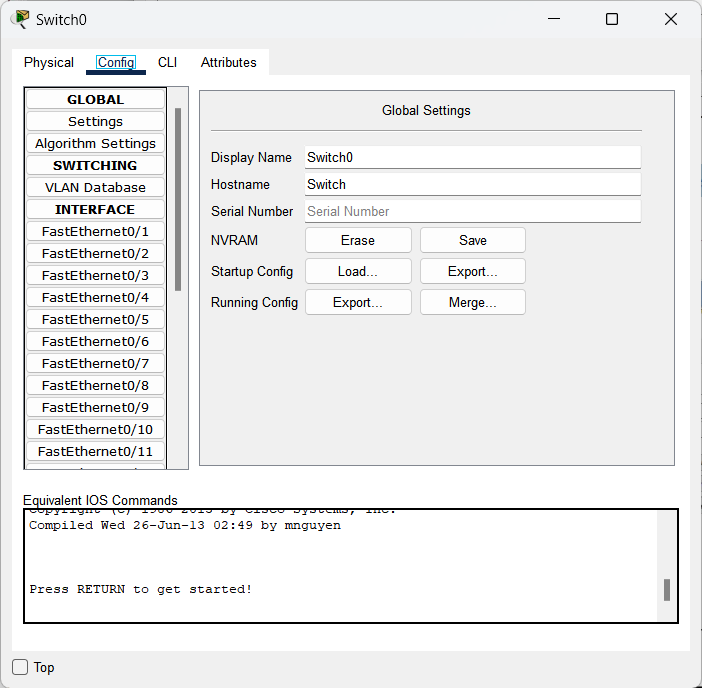 Switch0
Physical Config CLI Attributes
GLOBAL
Settings
Algorithm Settings
SWITCHING
VLAN Database
INTERFACE
FastEthernet0/1
FastEthernet0/2
FastEthernet0/3
FastEthernet0/4
FastEthernet0/5
FastEthernet0/6
FastEthernet0/7
FastEthernet0/8
FastEthernet0/9
FastEthernet0/10
FastEthernet0/11
Global Settings
Display Name Switch0
Hostname Switch
Serial Number Serial Number
NVRAM Erase Save
Startup Config Load... Export...
Running Config Export... Merge...
Equivalent IOS Commands
Copyright (c) 1986-2013 by Cisco Systems, Inc.
Compiled Wed 26-Jun-13 02:49 by mnguyen
Press RETURN to get started!
Top